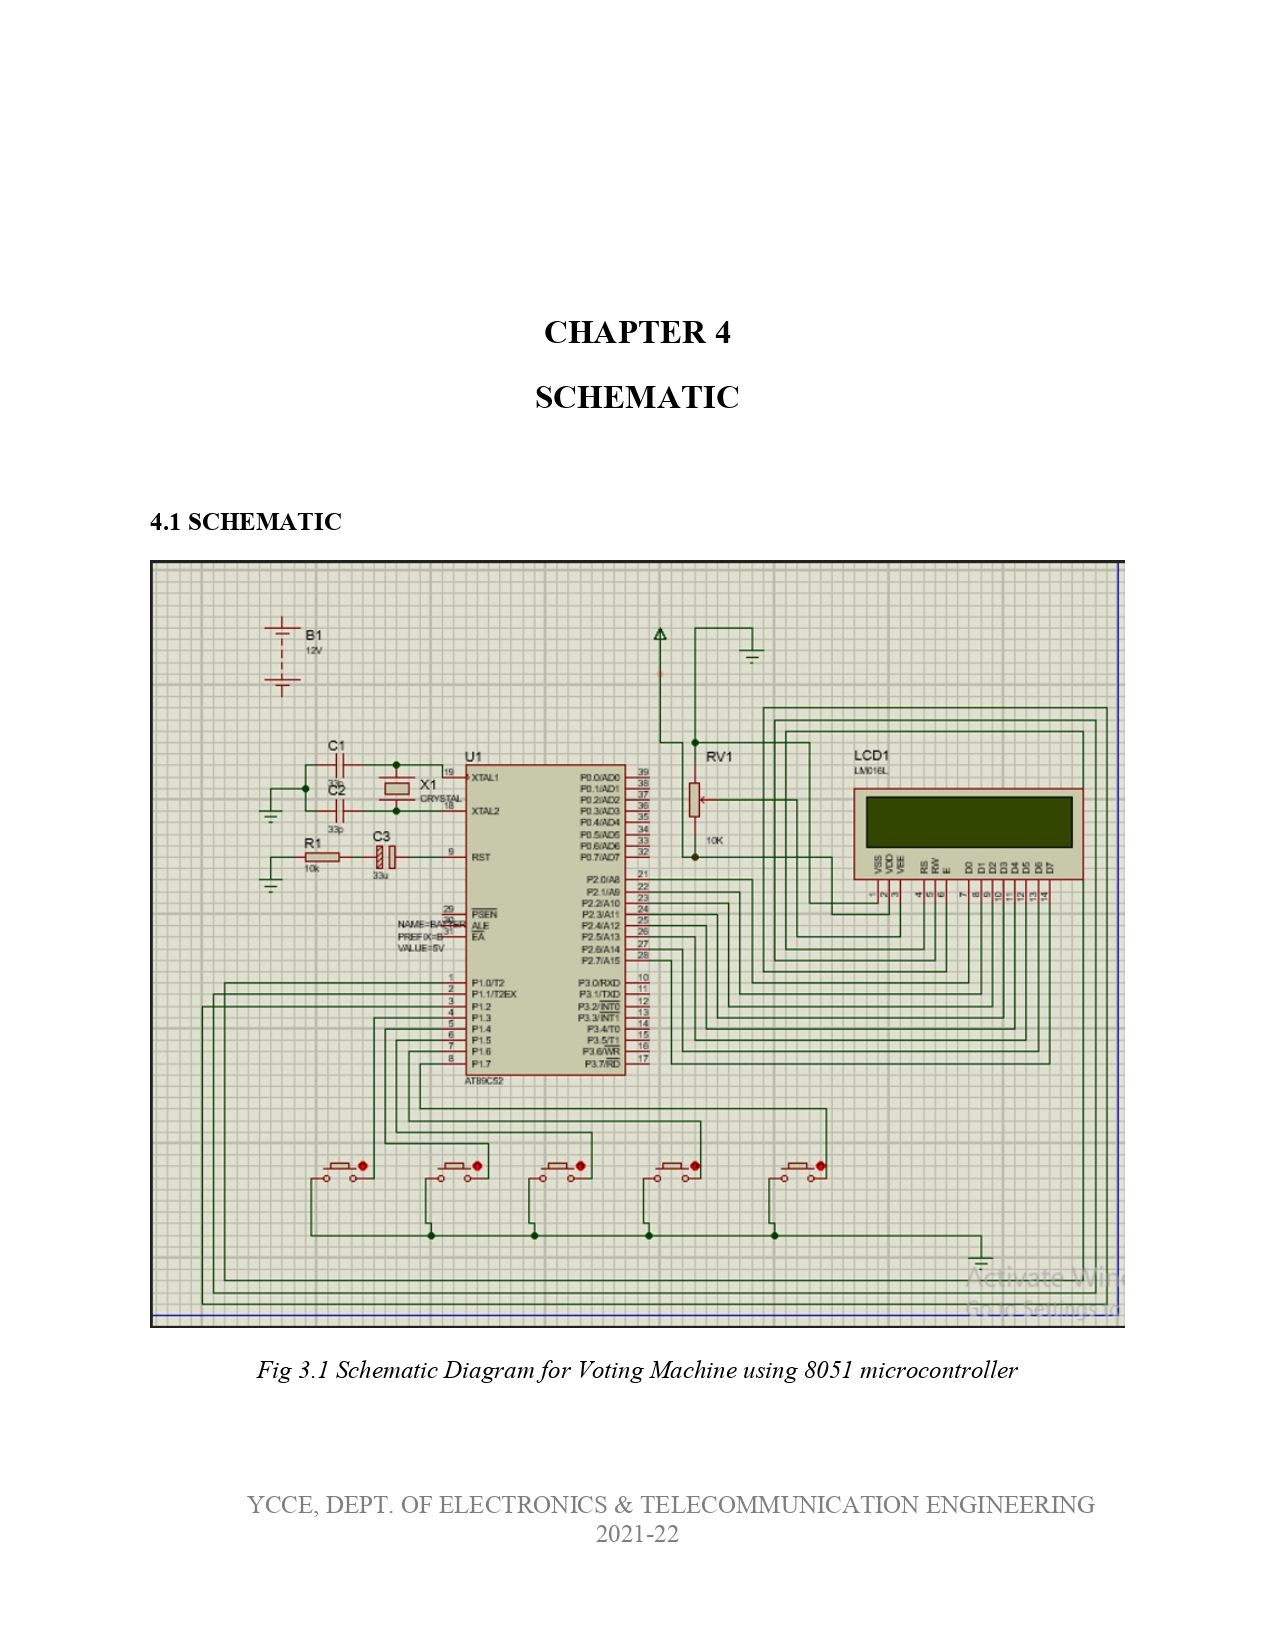 CHAPTER 4
SCHEMATIC
4.1 SCHEMATIC
B1
12V
C1
33p
C2
33p
X1
CRYSTAL
R1
10k
C3
33u
U1
19 XTAL1
18 XTAL2
9 RST
29 PSEN
30 ALE
31 EA
NAME=BATTER
PREFIX=B
VALUE=5V
1 P1.0/T2
2 P1.1/T2EX
3 P1.2
4 P1.3
5 P1.4
6 P1.5
7 P1.6
8 P1.7
P0.0/AD0 39
P0.1/AD1 38
P0.2/AD2 37
P0.3/AD3 36
P0.4/AD4 35
P0.5/AD5 34
P0.6/AD6 33
P0.7/AD7 32
P2.0/A8 21
P2.1/A9 22
P2.2/A10 23
P2.3/A11 24
P2.4/A12 25
P2.5/A13 26
P2.6/A14 27
P2.7/A15 28
P3.0/RXD 10
P3.1/TXD 11
P3.2/INT0 12
P3.3/INT1 13
P3.4/T0 14
P3.5/T1 15
P3.6/WR 16
P3.7/RD 17
AT89C52
RV1
10K
LCD1
LM016L
VSS VDD VEE RS RW E D0 D1 D2 D3 D4 D5 D6 D7
1 2 3 4 5 6 7 8 9 10 11 12 13 14
Activate Win
Go to Settings to
Fig 3.1 Schematic Diagram for Voting Machine using 8051 microcontroller
YCCE, DEPT. OF ELECTRONICS & TELECOMMUNICATION ENGINEERING
2021-22